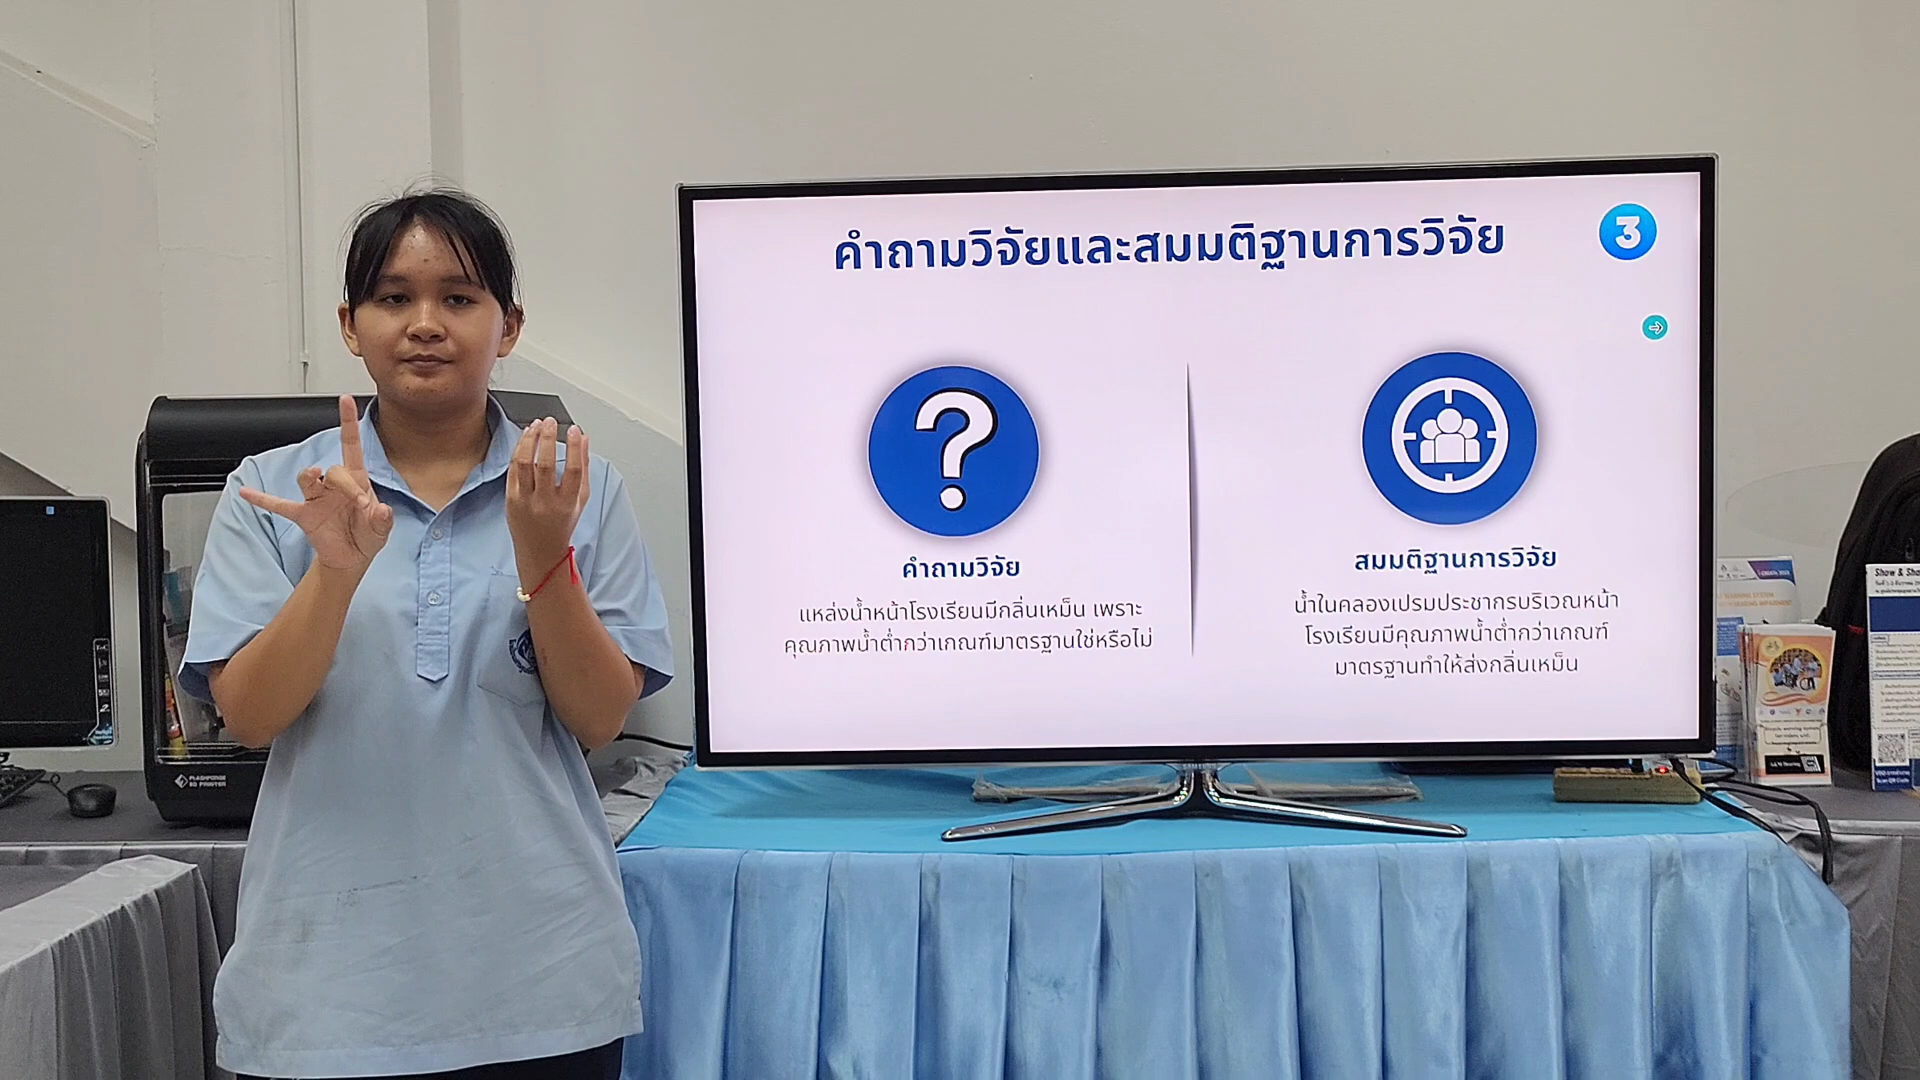 คำถามวิจัยและสมมติฐานการวิจัย
3
คำถามวิจัย
แหล่งน้ำหน้าโรงเรียนมีกลิ่นเหม็น เพราะ
คุณภาพน้ำต่ำกว่าเกณฑ์มาตรฐานใช่หรือไม่
สมมติฐานการวิจัย
น้ำในคลองเปรมประชากรบริเวณหน้า
โรงเรียนมีคุณภาพน้ำต่ำกว่าเกณฑ์
มาตรฐานทำให้ส่งกลิ่นเหม็น
FLASHFORGE
3D PRINTER
Show & Sha